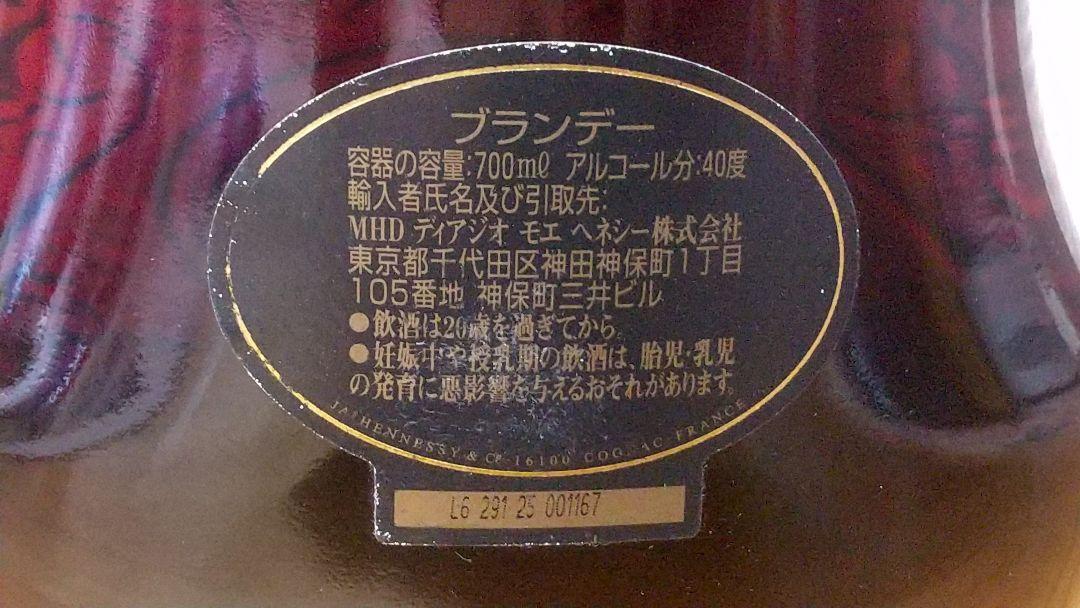 ブランデー
容器の容量:700mℓ アルコール分:40度
輸入者氏名及び引取先:
MHD ディアジオ モエ ヘネシー株式会社
東京都千代田区神田神保町1丁目
105番地 神保町三井ビル
●飲酒は20歳を過ぎてから。
●妊娠中や授乳期の飲酒は、胎児・乳児
の発育に悪影響を与えるおそれがあります。
JAˢ HENNESSY & Cº - 16100 COGNAC FRANCE
L6 291 25 001167